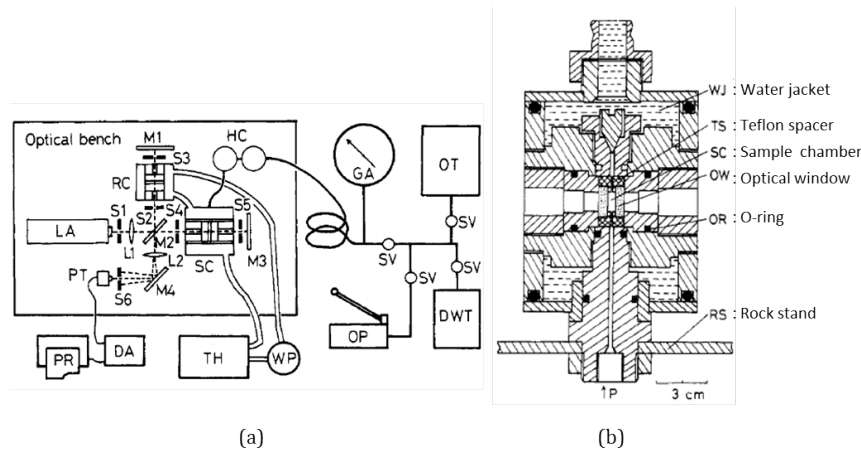 Optical bench
M1
S3
HC
RC
S1
S2
S4
S5
LA
L1
M2
L2
SC
M3
PT
S6
M4
PR
DA
TH
WP
GA
OT
SV
SV
SV
SV
OP
DWT
(a)
WJ : Water jacket
TS : Teflon spacer
SC : Sample chamber
OW : Optical window
OR : O-ring
RS : Rock stand
↑P
3 cm
(b)